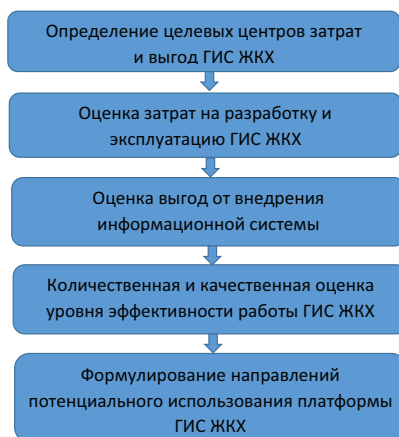 Определение целевых центров затрат
и выгод ГИС ЖКХ
Оценка затрат на разработку и
эксплуатацию ГИС ЖКХ
Оценка выгод от внедрения
информационной системы
Количественная и качественная оценка
уровня эффективности работы ГИС ЖКХ
Формулирование направлений
потенциального использования платформы
ГИС ЖКХ